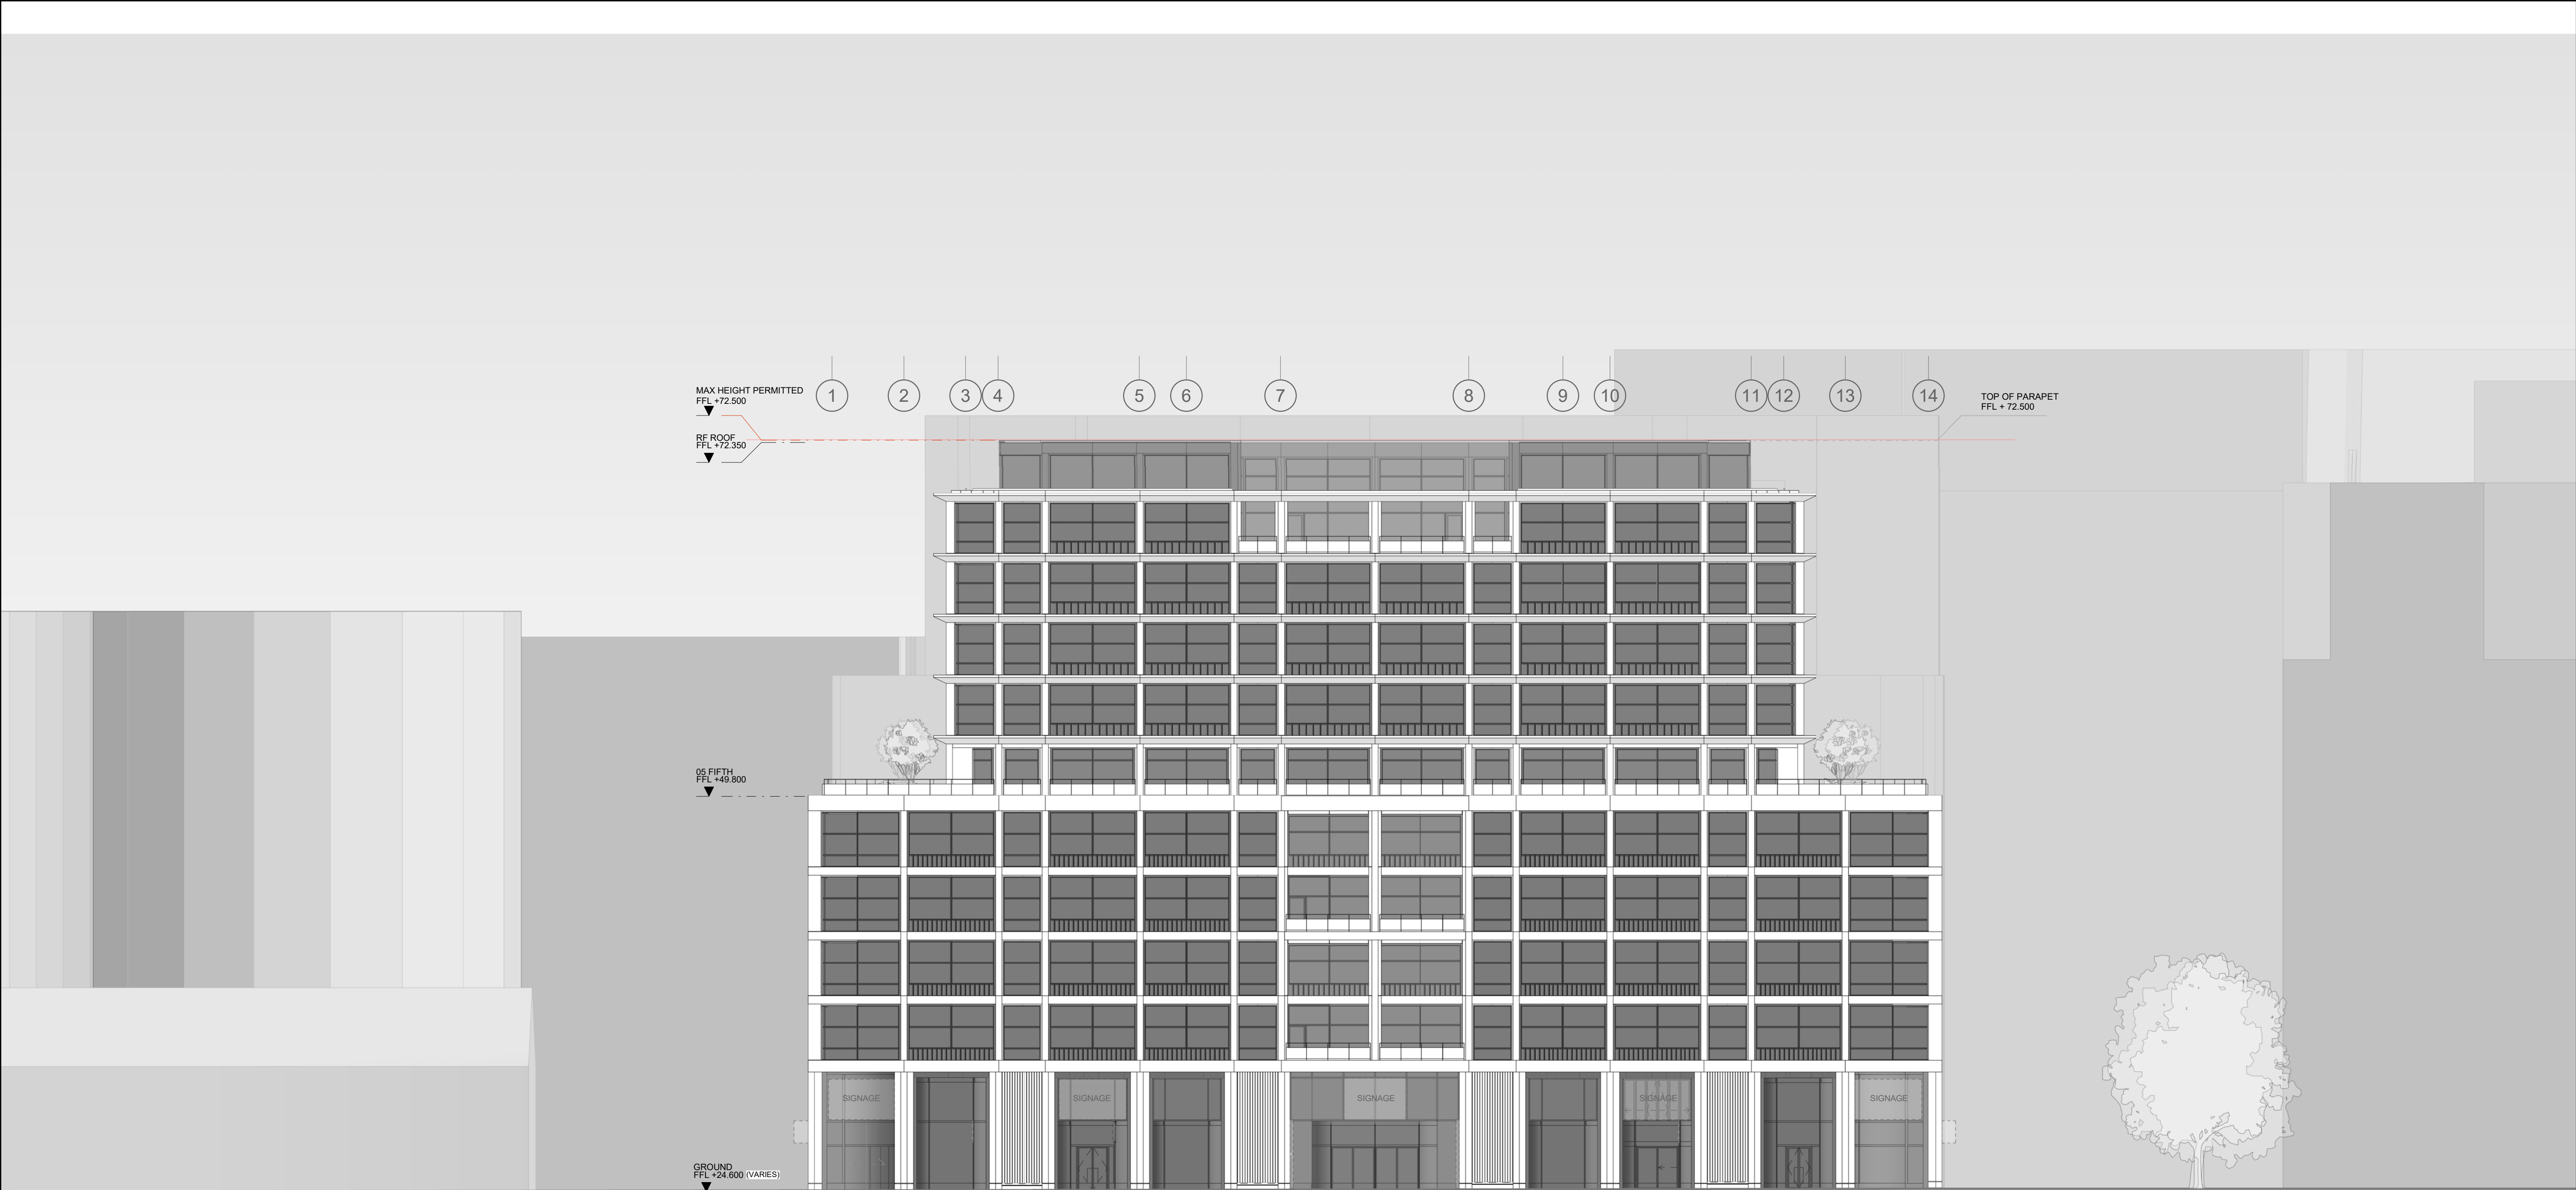 1 2 3 4 5 6 7 8 9 10 11 12 13 14
MAX HEIGHT PERMITTED
FFL +72.500
TOP OF PARAPET
FFL + 72.500
RF ROOF
FFL +72.350
05 FIFTH
FFL +49.800
SIGNAGE SIGNAGE SIGNAGE SIGNAGE SIGNAGE
GROUND
FFL +24.600 (VARIES)